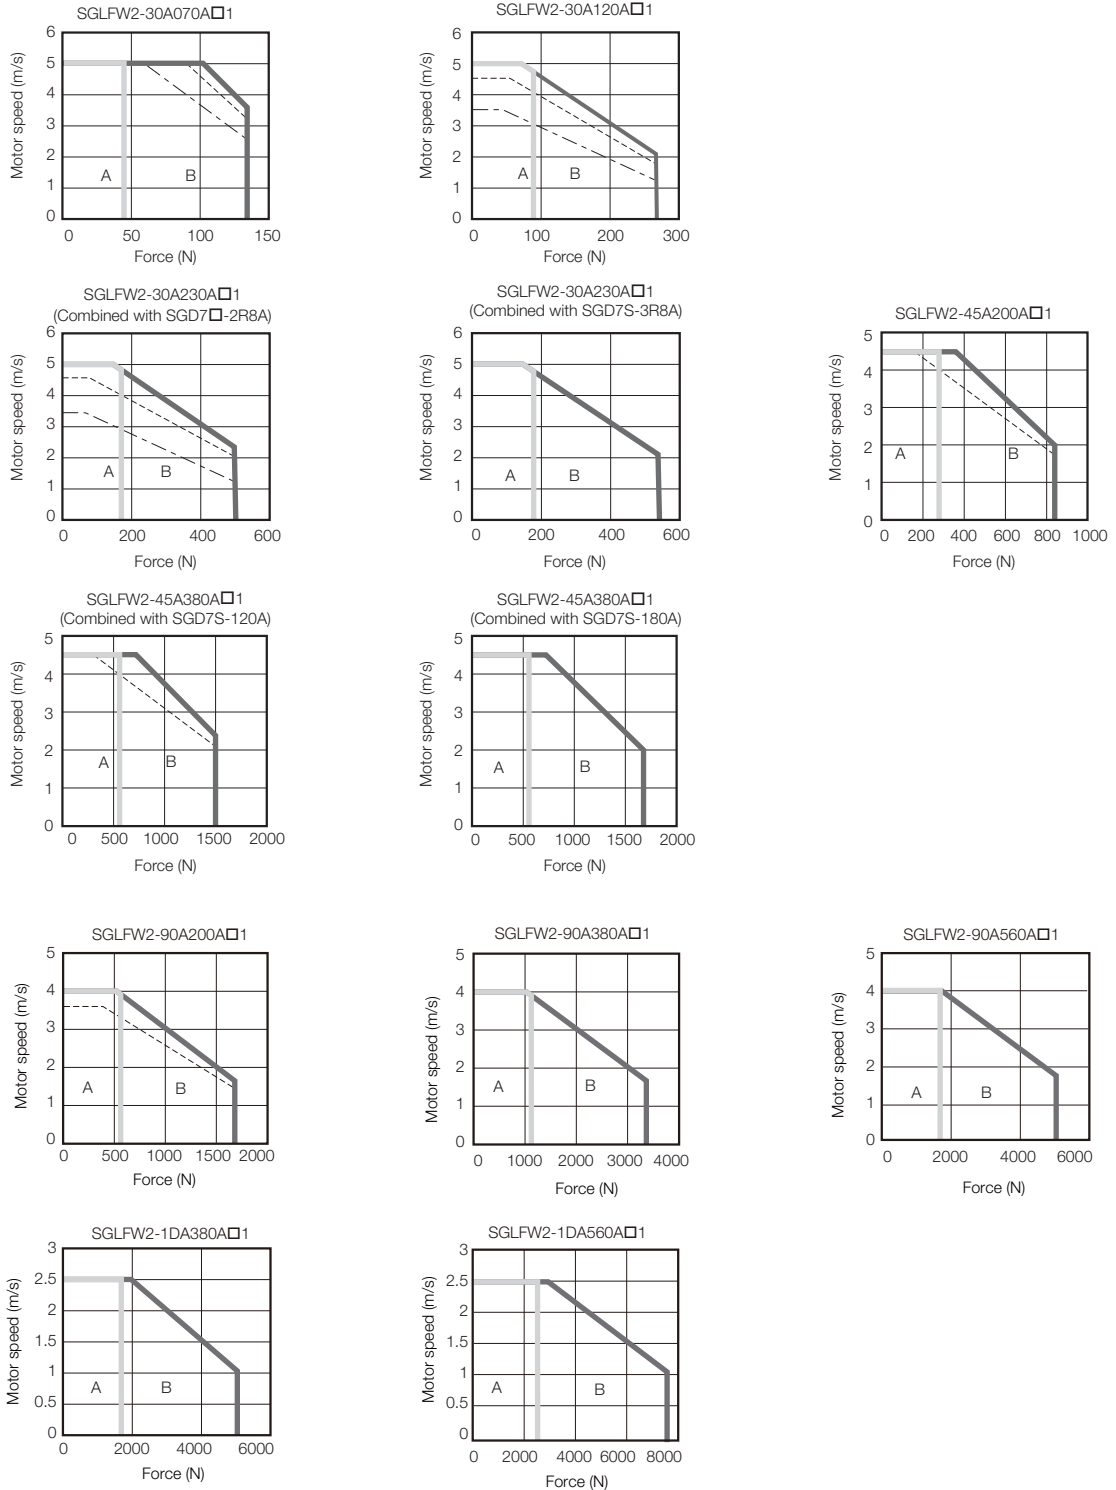 SGLFW2-30A070A□1
Motor speed (m/s)
6
5
4
3
2
1
0
A
B
0 50 100 150
Force (N)
SGLFW2-30A120A□1
Motor speed (m/s)
6
5
4
3
2
1
0
A
B
0 100 200 300
Force (N)
SGLFW2-30A230A□1
(Combined with SGD7□-2R8A)
Motor speed (m/s)
6
5
4
3
2
1
0
A
B
0 200 400 600
Force (N)
SGLFW2-30A230A□1
(Combined with SGD7S-3R8A)
Motor speed (m/s)
6
5
4
3
2
1
0
A
B
0 200 400 600
Force (N)
SGLFW2-45A200A□1
Motor speed (m/s)
5
4
3
2
1
0
A
B
0 200 400 600 800 1000
Force (N)
SGLFW2-45A380A□1
(Combined with SGD7S-120A)
Motor speed (m/s)
5
4
3
2
1
0
A
B
0 500 1000 1500 2000
Force (N)
SGLFW2-45A380A□1
(Combined with SGD7S-180A)
Motor speed (m/s)
5
4
3
2
1
0
A
B
0 500 1000 1500 2000
Force (N)
SGLFW2-90A200A□1
Motor speed (m/s)
5
4
3
2
1
0
A
B
0 500 1000 1500 2000
Force (N)
SGLFW2-90A380A□1
Motor speed (m/s)
5
4
3
2
1
0
A
B
0 1000 2000 3000 4000
Force (N)
SGLFW2-90A560A□1
Motor speed (m/s)
5
4
3
2
1
0
A
B
0 2000 4000 6000
Force (N)
SGLFW2-1DA380A□1
Motor speed (m/s)
3
2.5
2
1.5
1
0.5
0
A
B
0 2000 4000 6000
Force (N)
SGLFW2-1DA560A□1
Motor speed (m/s)
3
2.5
2
1.5
1
0.5
0
A
B
0 2000 4000 6000 8000
Force (N)